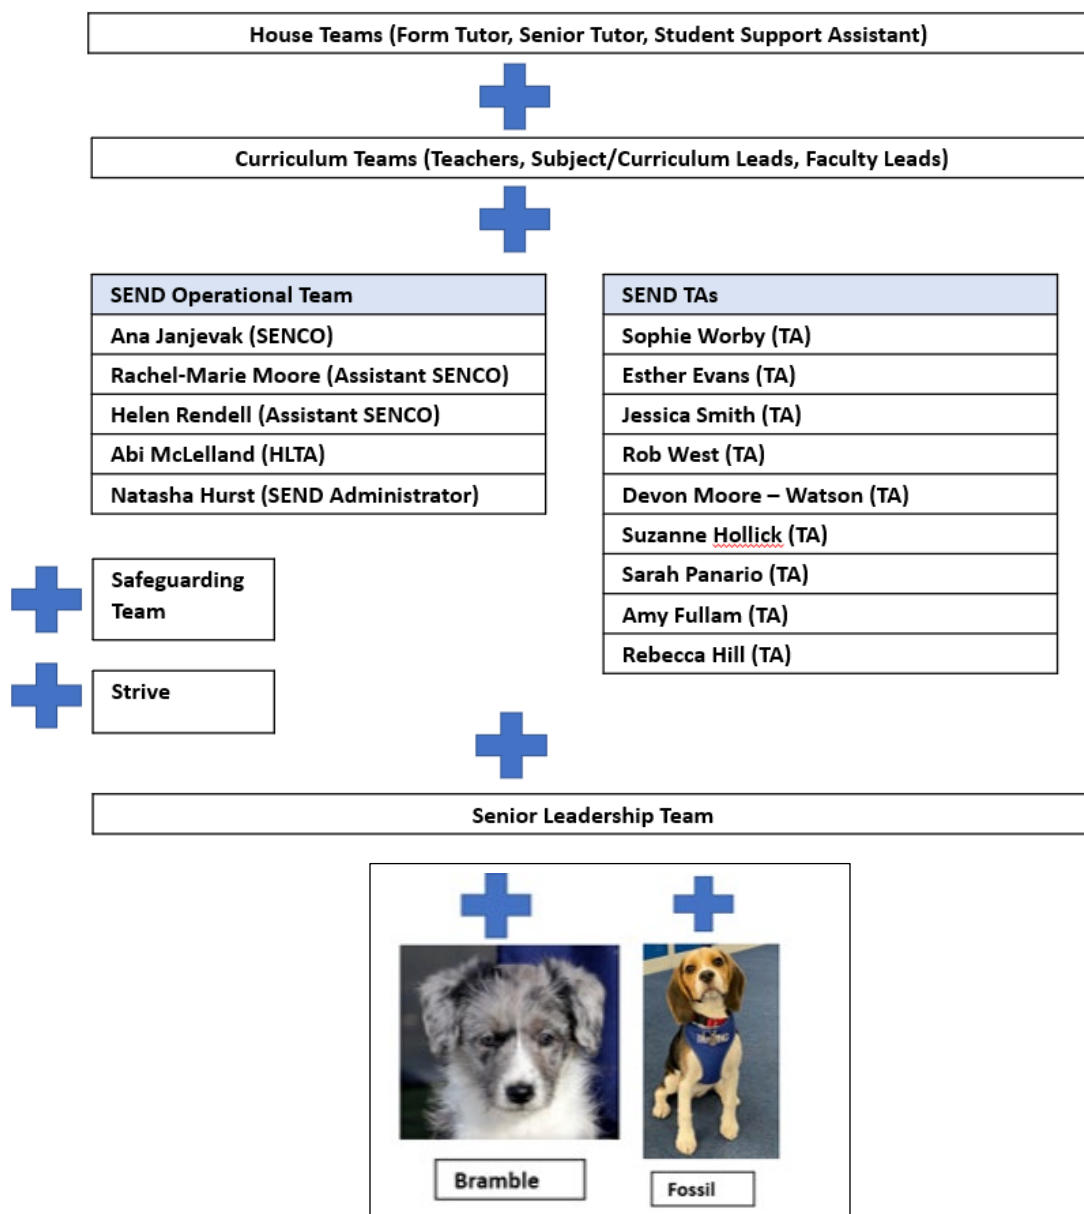 House Teams (Form Tutor, Senior Tutor, Student Support Assistant)
Curriculum Teams (Teachers, Subject/Curriculum Leads, Faculty Leads)
SEND Operational Team
Ana Janjevak (SENCO)
Rachel-Marie Moore (Assistant SENCO)
Helen Rendell (Assistant SENCO)
Abi McLelland (HLTA)
Natasha Hurst (SEND Administrator)
SEND TAs
Sophie Worby (TA)
Esther Evans (TA)
Jessica Smith (TA)
Rob West (TA)
Devon Moore – Watson (TA)
Suzanne Hollick (TA)
Sarah Panario (TA)
Amy Fullam (TA)
Rebecca Hill (TA)
Safeguarding
Team
Strive
Senior Leadership Team
Bramble
Fossil